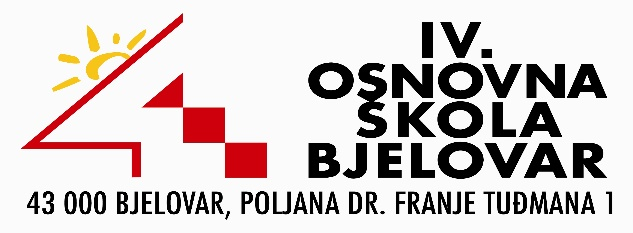 IV.
OSNOVNA
ŠKOLA
BJELOVAR
43 000 BJELOVAR, POLJANA DR. FRANJE TUĐMANA 1